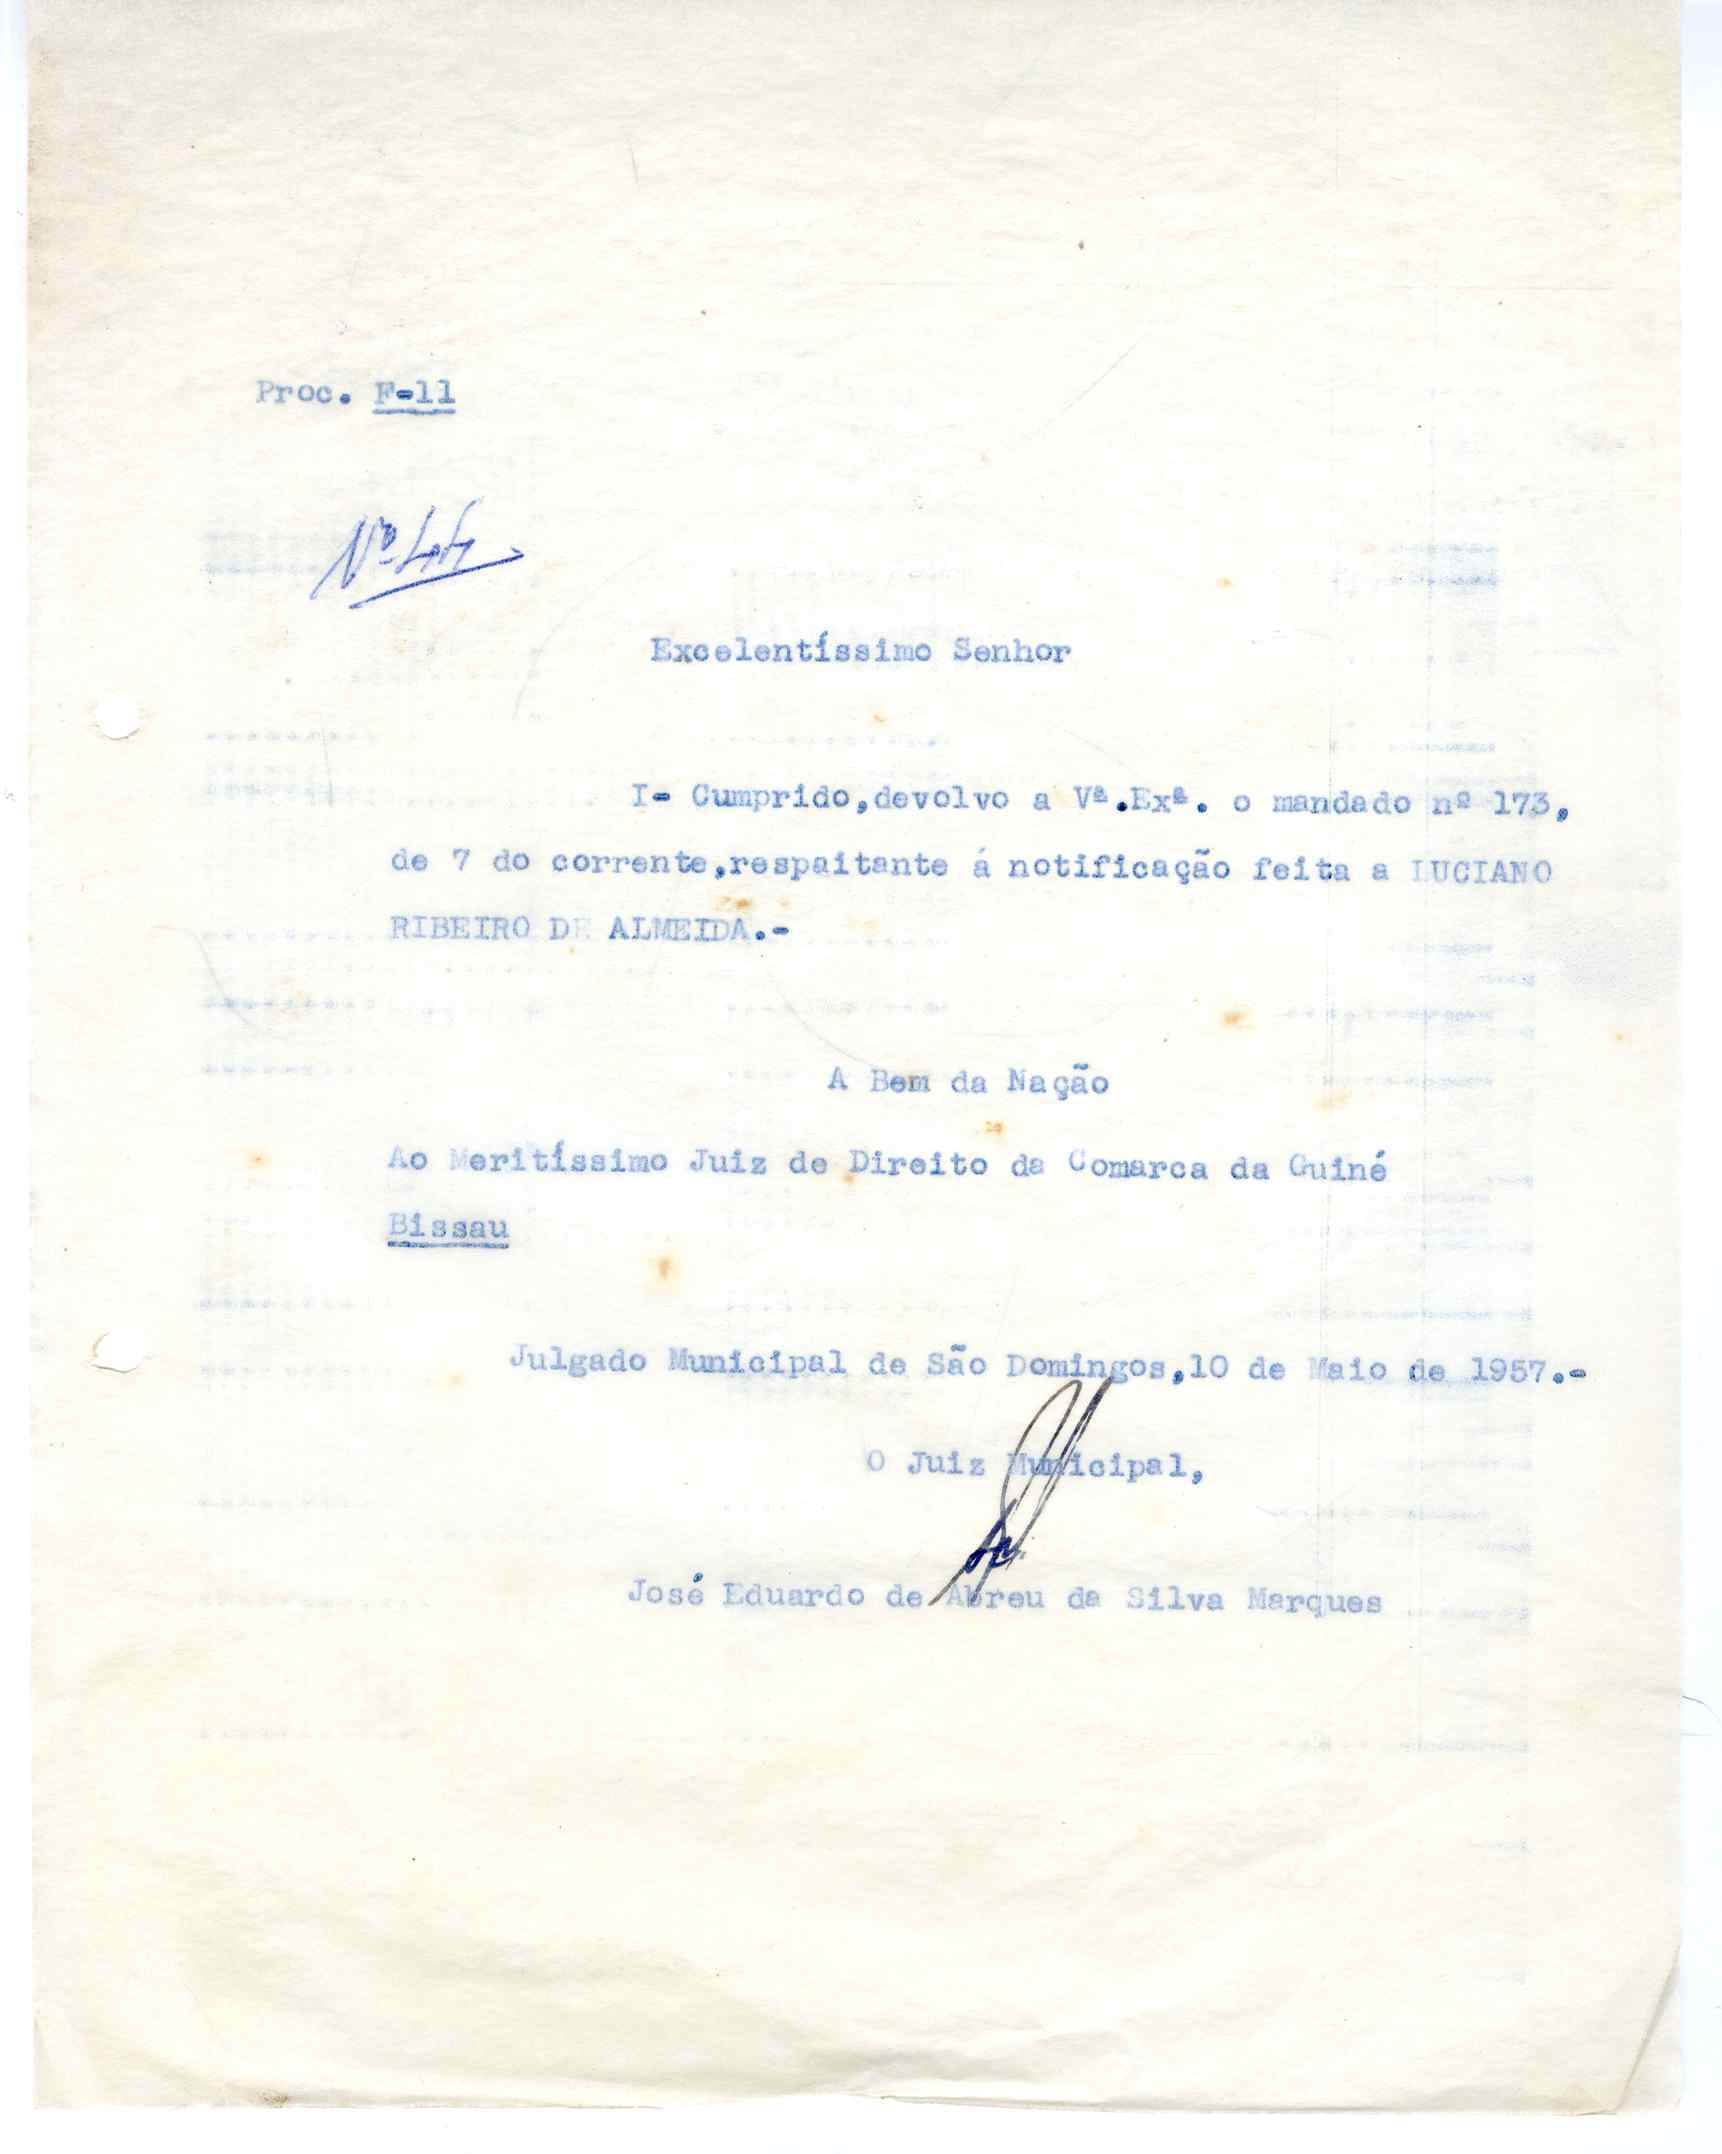 Proc. F-11
Nº 44
Excelentíssimo Senhor
I- Cumprido,devolvo a Vª.Exª. o mandado nº 173,
de 7 do corrente,respaitante á notificação feita a LUCIANO
RIBEIRO DE ALMEIDA.-
A Bem da Nação
Ao Meritíssimo Juiz de Direito da Comarca da Guiné
Bissau
Julgado Municipal de São Domingos,10 de Maio de 1957.-
O Juiz Municipal,
José Eduardo de Abreu da Silva Marques